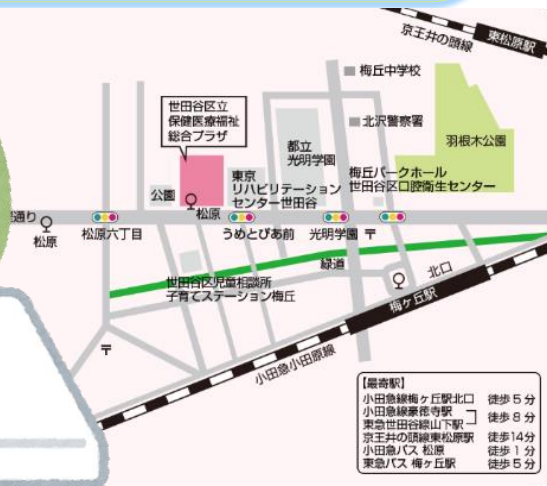 京王井の頭線
東松原駅
梅丘中学校
世田谷区立
保健医療福祉
総合プラザ
北沢警察署
羽根木公園
都立
光明学園
東京
リハビリテーション
センター世田谷
梅丘パークホール
世田谷区口腔衛生センター
公園
松原
通り
松原
松原六丁目
うめとぴあ前
光明学園
〒
世田谷区児童相談所
子育てステーション梅丘
緑道
北口
梅ヶ丘駅
〒
小田急小田原線
【最寄駅】
小田急線梅ヶ丘駅北口 徒歩5分
小田急線豪徳寺駅
東急世田谷線山下駅 徒歩8分
京王井の頭線東松原駅 徒歩14分
小田急バス 松原 徒歩1分
東急バス 梅ヶ丘駅 徒歩5分